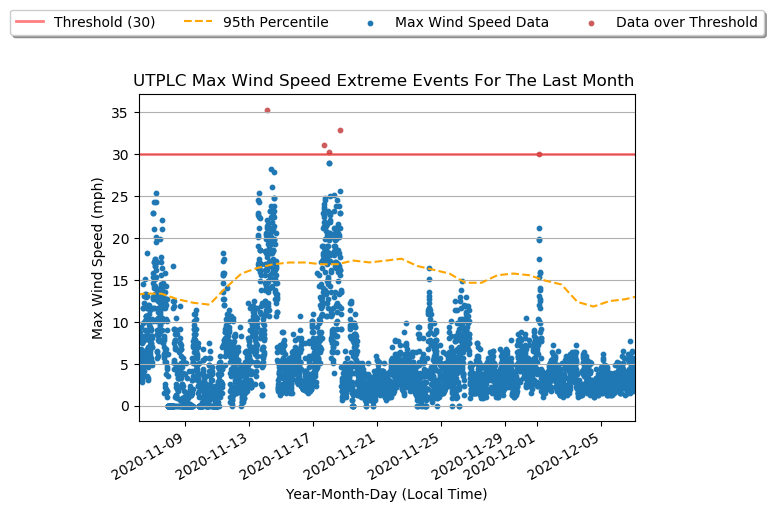 Threshold (30) 95th Percentile Max Wind Speed Data Data over Threshold
UTPLC Max Wind Speed Extreme Events For The Last Month
35
30
25
20
15
10
5
0
Max Wind Speed (mph)
2020-11-09 2020-11-13 2020-11-17 2020-11-21 2020-11-25 2020-11-29 2020-12-01 2020-12-05
Year-Month-Day (Local Time)